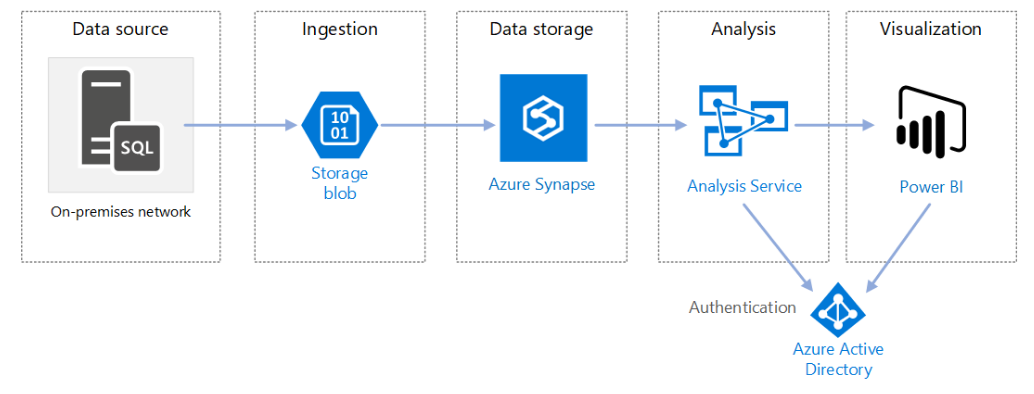 Data source
Ingestion
Data storage
Analysis
Visualization
SQL
10
01
On-premises network
Storage
blob
Azure Synapse
Analysis Service
Power BI
Authentication
Azure Active
Directory